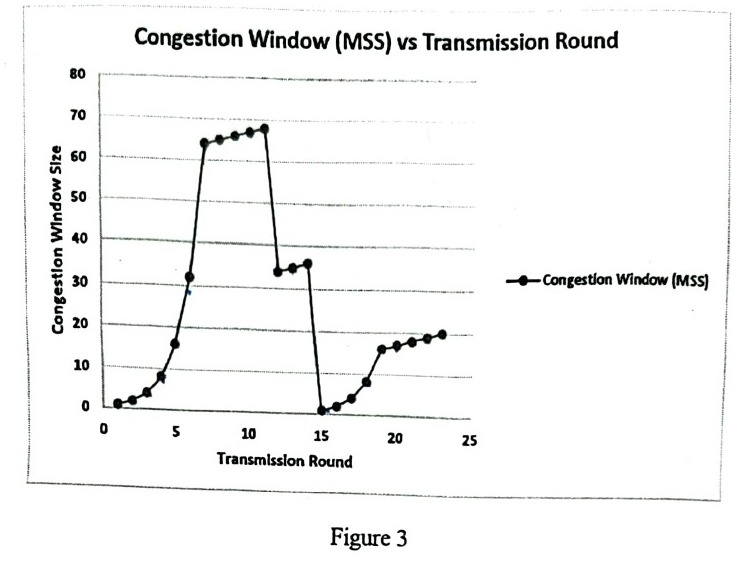 Congestion Window (MSS) vs Transmission Round
80
70
60
50
40
30
20
10
0
Congestion Window Size
0 5 10 15 20 25
Transmission Round
Congestion Window (MSS)
Figure 3